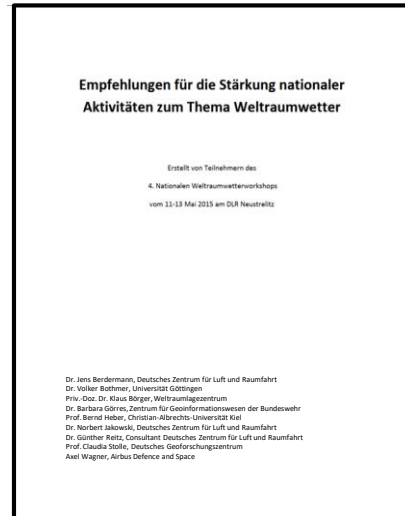 Empfehlungen für die Stärkung nationaler
Aktivitäten zum Thema Weltraumwetter
Erstellt von Teilnehmern des
4. Nationalen Weltraumwetterworkshops
vom 11-13 Mai 2015 am DLR Neustrelitz
Dr. Jens Berdermann, Deutsches Zentrum für Luft und Raumfahrt
Dr. Volker Bothmer, Universität Göttingen
Priv.-Doz. Dr. Klaus Börger, Weltraumlagezentrum
Dr. Barbara Görres, Zentrum für Geoinformationswesen der Bundeswehr
Prof. Bernd Heber, Christian-Albrechts-Universität Kiel
Dr. Norbert Jakowski, Deutsches Zentrum für Luft und Raumfahrt
Dr. Günther Reitz, Consultant Deutsches Zentrum für Luft und Raumfahrt
Prof. Claudia Stolle, Deutsches Geoforschungszentrum
Axel Wagner, Airbus Defence and Space